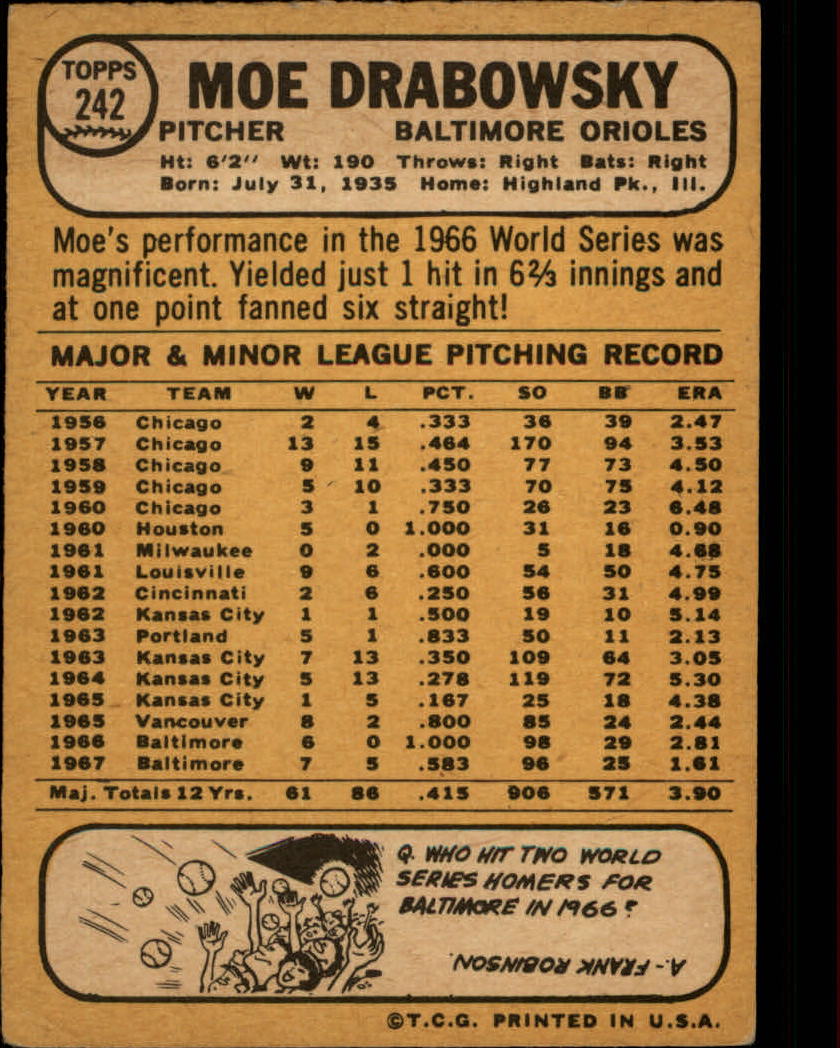 TOPPS
242
MOE DRABOWSKY
PITCHER BALTIMORE ORIOLES
Ht: 6'2" Wt: 190 Throws: Right Bats: Right
Born: July 31, 1935 Home: Highland Pk., Ill.
Moe's performance in the 1966 World Series was
magnificent. Yielded just 1 hit in 6⅔ innings and
at one point fanned six straight!
MAJOR & MINOR LEAGUE PITCHING RECORD
YEAR TEAM W L PCT. SO BB ERA
1956 Chicago 2 4 .333 36 39 2.47
1957 Chicago 13 15 .464 170 94 3.53
1958 Chicago 9 11 .450 77 73 4.50
1959 Chicago 5 10 .333 70 75 4.12
1960 Chicago 3 1 .750 26 23 6.48
1960 Houston 5 0 1.000 31 16 0.90
1961 Milwaukee 0 2 .000 5 18 4.68
1961 Louisville 9 6 .600 54 50 4.75
1962 Cincinnati 2 6 .250 56 31 4.99
1962 Kansas City 1 1 .500 19 10 5.14
1963 Portland 5 1 .833 50 11 2.13
1963 Kansas City 7 13 .350 109 64 3.05
1964 Kansas City 5 13 .278 119 72 5.30
1965 Kansas City 1 5 .167 25 18 4.38
1965 Vancouver 8 2 .800 85 24 2.44
1966 Baltimore 6 0 1.000 98 29 2.81
1967 Baltimore 7 5 .583 96 25 1.61
Maj. Totals 12 Yrs. 61 86 .415 906 571 3.90
Q. WHO HIT TWO WORLD
SERIES HOMERS FOR
BALTIMORE IN 1966?
A.- FRANK ROBINSON.
©T.C.G. PRINTED IN U.S.A.